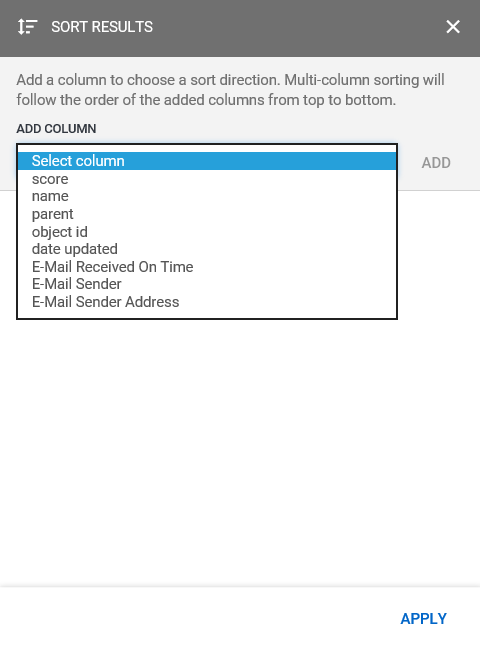 SORT RESULTS
Add a column to choose a sort direction. Multi-column sorting will
follow the order of the added columns from top to bottom.
ADD COLUMN
Select column
ADD
score
name
parent
object id
date updated
E-Mail Received On Time
E-Mail Sender
E-Mail Sender Address
APPLY